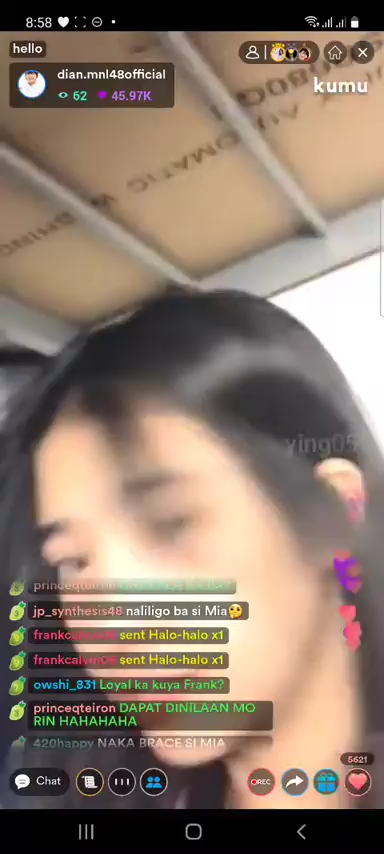 8:58
hello
dian.mnl48official
62 45.97K
kumu
ying05
princeqteiron
jp_synthesis48 naliligo ba si Mia🤔
frankcalvin06 sent Halo-halo x1
frankcalvin06 sent Halo-halo x1
owshi_831 Loyal ka kuya Frank?
princeqteiron DAPAT DINILAAN MO
RIN HAHAHAHA
420happy NAKA BRACE SI MIA
5621
Chat
REC